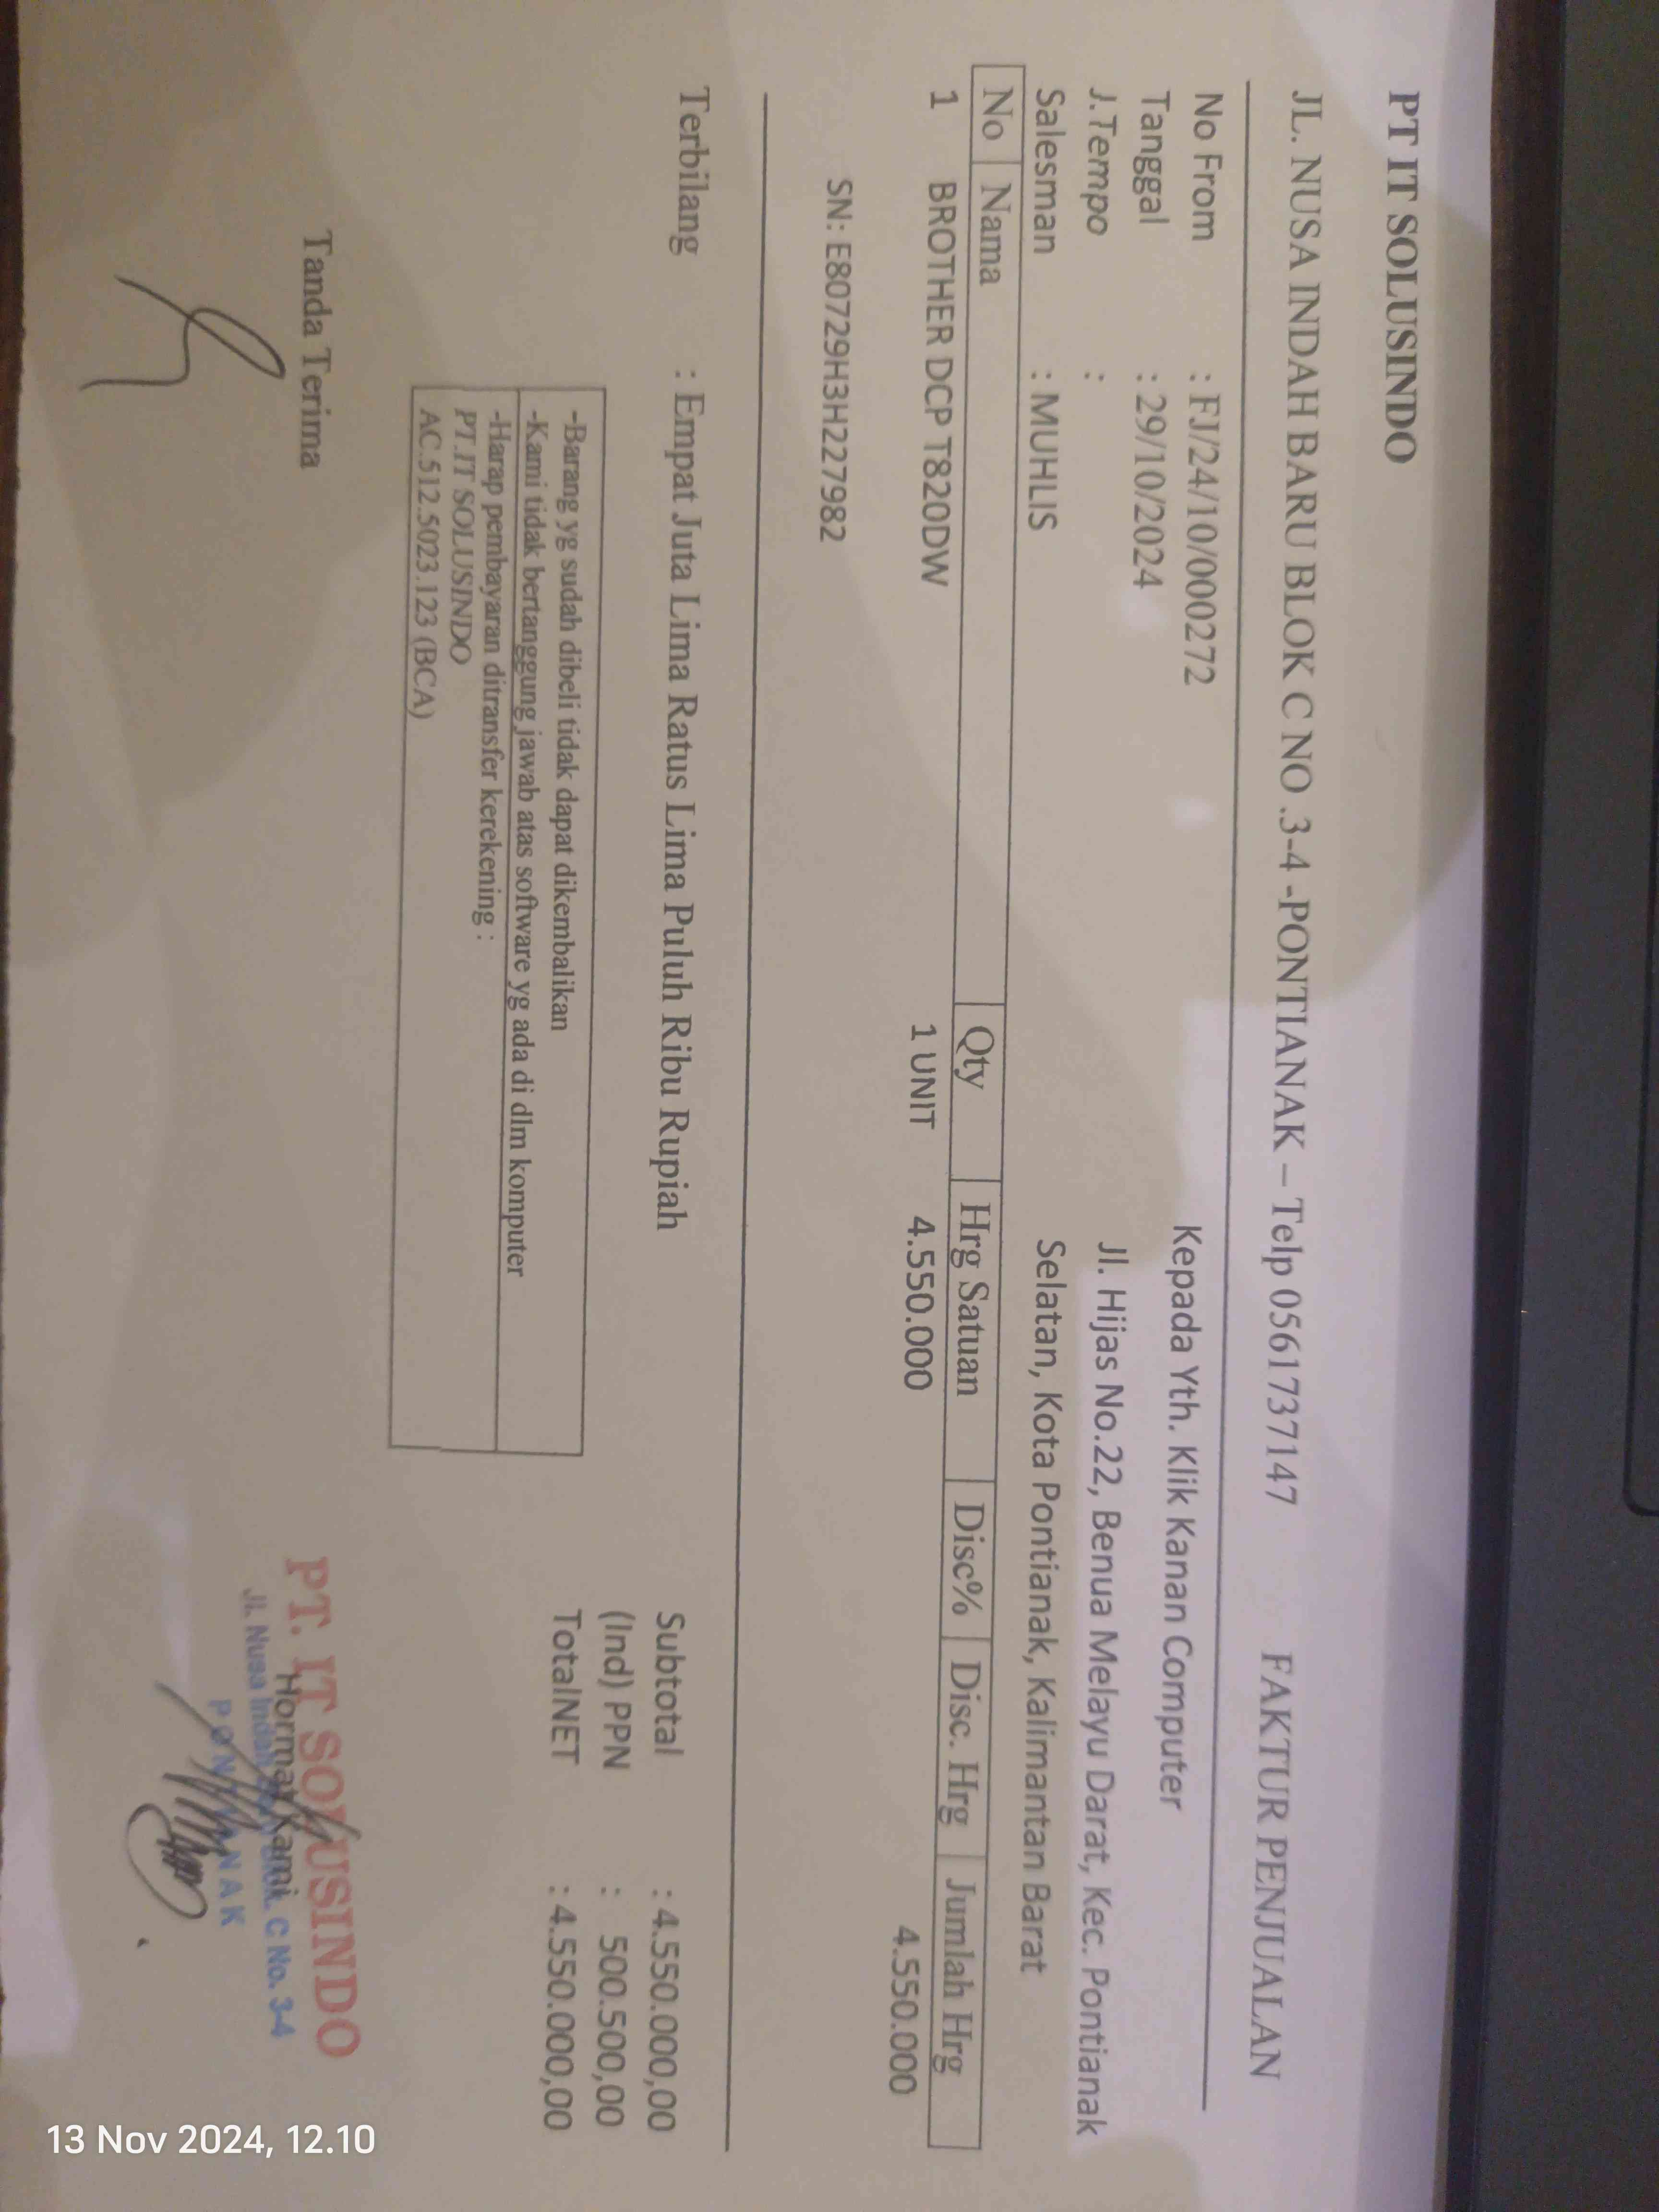 PT IT SOLUSINDO
JL. NUSA INDAH BARU BLOK C NO .3-4 -PONTIANAK – Telp 0561737147 FAKTUR PENJUALAN
No From : FJ/24/10/000272 Kepada Yth. Klik Kanan Computer
Tanggal : 29/10/2024
J.Tempo : Jl. Hijas No.22, Benua Melayu Darat, Kec. Pontianak
Salesman : MUHLIS Selatan, Kota Pontianak, Kalimantan Barat
No Nama Qty Hrg Satuan Disc% Disc. Hrg Jumlah Hrg
1 BROTHER DCP T820DW 1 UNIT 4.550.000 4.550.000
SN: E80729H3H227982
Terbilang : Empat Juta Lima Ratus Lima Puluh Ribu Rupiah
Subtotal : 4.550.000,00
(Ind) PPN : 500.500,00
TotalNET : 4.550.000,00
-Barang yg sudah dibeli tidak dapat dikembalikan
-Kami tidak bertanggung jawab atas software yg ada di dlm komputer
-Harap pembayaran ditransfer kerekening :
PT.IT SOLUSINDO
AC.512.5023.123 (BCA)
Tanda Terima
Hormat Kami,
PT. IT SOLUSINDO
Jl. Nusa Indah C No. 3-4
PONTIANAK
13 Nov 2024, 12.10